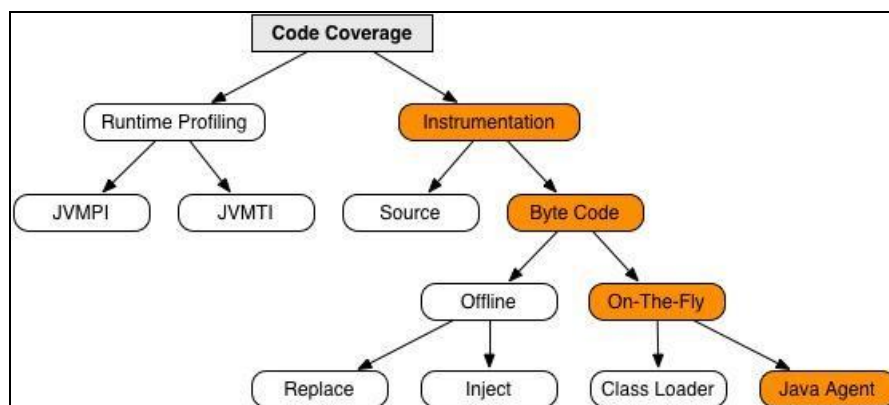 Code Coverage
Runtime Profiling
Instrumentation
JVMPI
JVMTI
Source
Byte Code
Offline
On-The-Fly
Replace
Inject
Class Loader
Java Agent